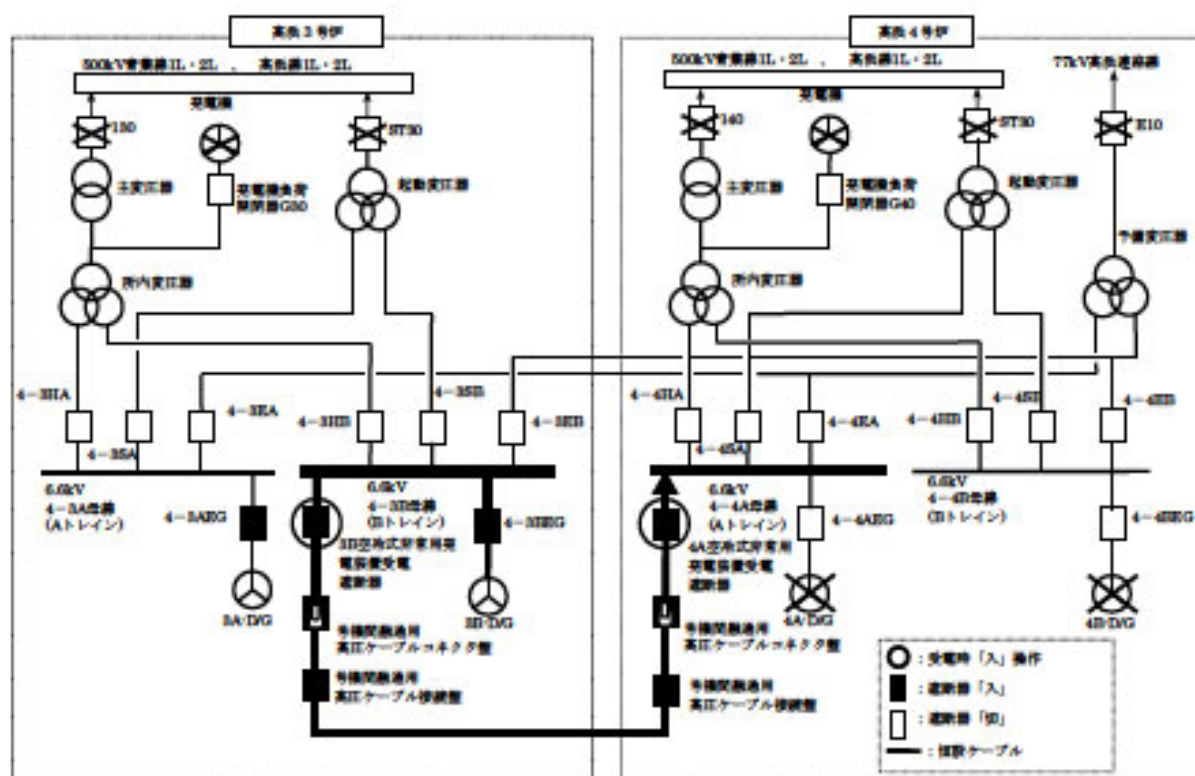 高浜3号炉
500kV青葉線1L・2L 、 高浜線1L・2L
発電機
130
ST30
主変圧器
発電機負荷
開閉器G30
起動変圧器
所内変圧器
4－3HA
4－3SA
4－3EA
4－3HB
4－3SB
4－3EB
6.6kV
4－3A母線
(Aトレイン)
4－3AEG
3A-D/G
6.6kV
4－3B母線
(Bトレイン)
4－3BEG
3B-D/G
3B空冷式非常用発
電装置受電
遮断器
号機間融通用
高圧ケーブルコネクタ盤
号機間融通用
高圧ケーブル接続盤
高浜4号炉
500kV青葉線1L・2L 、 高浜線1L・2L
77kV高浜連絡線
発電機
140
ST30
E10
主変圧器
発電機負荷
開閉器G40
起動変圧器
予備変圧器
所内変圧器
4－4HA
4－4SA
4－4EA
4－4HB
4－4SB
4－4EB
6.6kV
4－4A母線
(Aトレイン)
4－4AEG
4A-D/G
6.6kV
4－4B母線
(Bトレイン)
4－4BEG
4B-D/G
4A空冷式非常用
発電装置受電
遮断器
号機間融通用
高圧ケーブルコネクタ盤
号機間融通用
高圧ケーブル接続盤
：受電時「入」操作
：遮断器「入」
：遮断器「切」
：恒設ケーブル